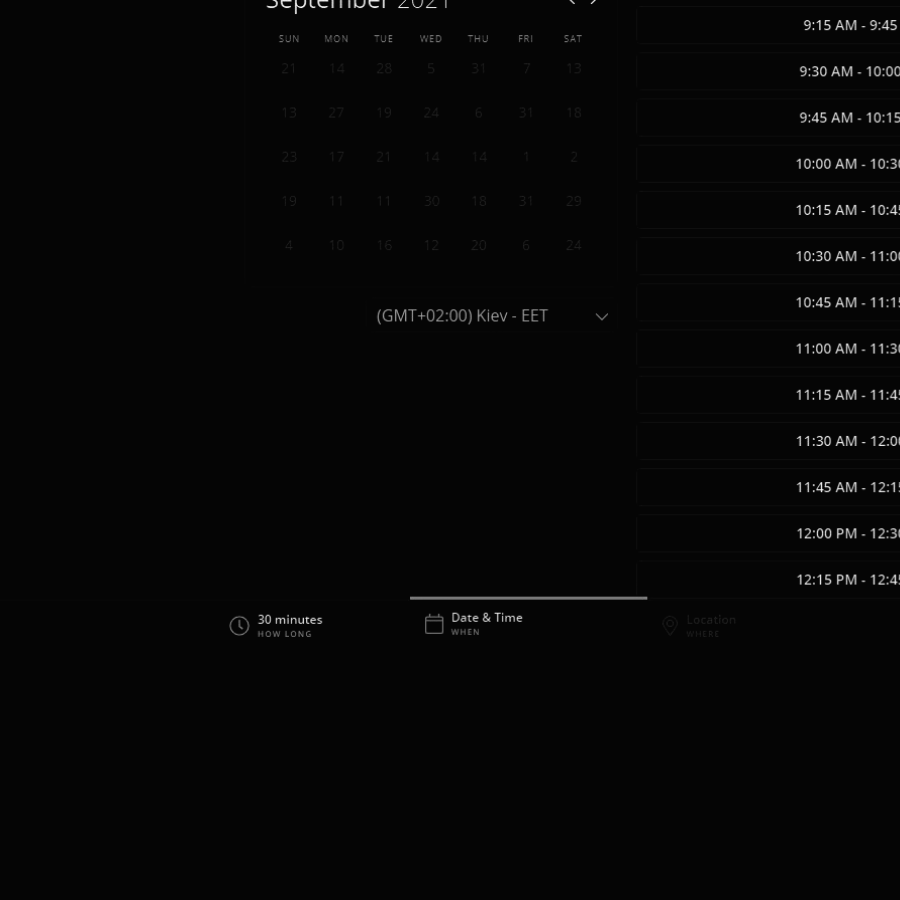 September 2021
SUN MON TUE WED THU FRI SAT
21 14 28 5 31 7 13
13 27 19 24 6 31 18
23 17 21 14 14 1 2
19 11 11 30 18 31 29
4 10 16 12 20 6 24
(GMT+02:00) Kiev - EET
9:15 AM - 9:45
9:30 AM - 10:00
9:45 AM - 10:15
10:00 AM - 10:30
10:15 AM - 10:45
10:30 AM - 11:00
10:45 AM - 11:15
11:00 AM - 11:30
11:15 AM - 11:45
11:30 AM - 12:00
11:45 AM - 12:15
12:00 PM - 12:30
12:15 PM - 12:45
30 minutes
HOW LONG
Date & Time
WHEN
Location
WHERE